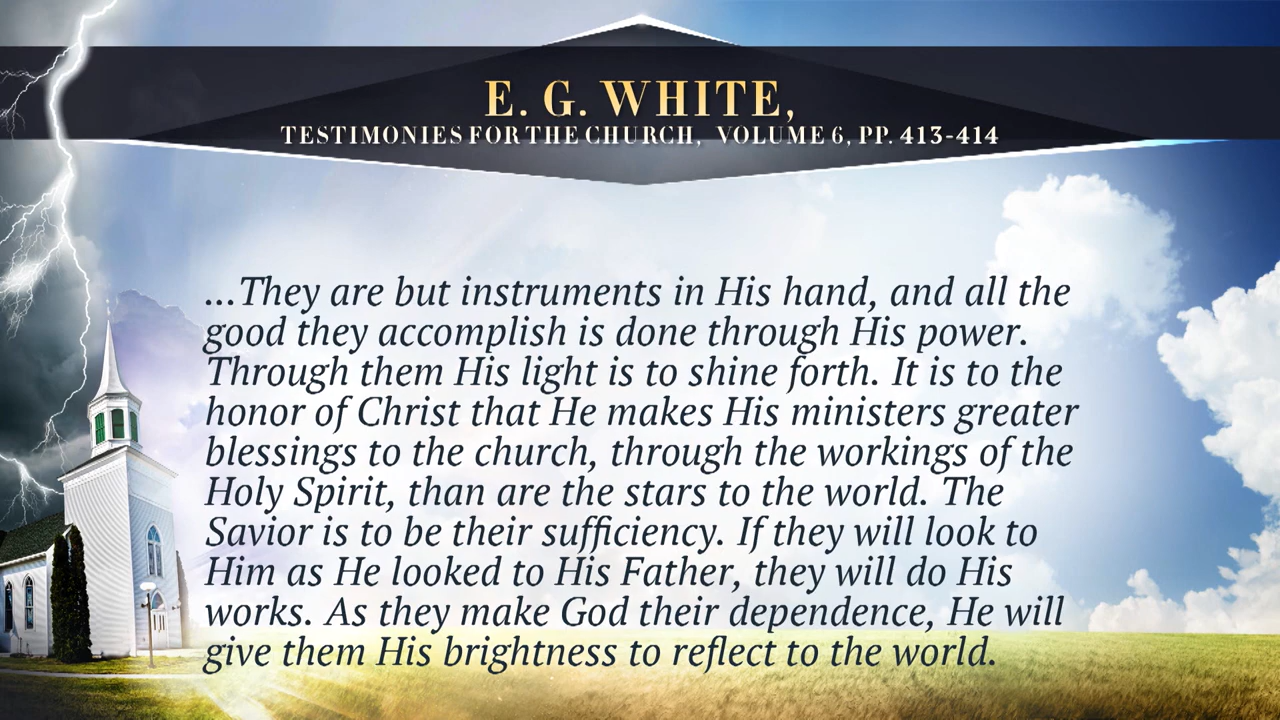 E. G. WHITE,
TESTIMONIES FOR THE CHURCH, VOLUME 6, PP. 413-414
...They are but instruments in His hand, and all the
good they accomplish is done through His power.
Through them His light is to shine forth. It is to the
honor of Christ that He makes His ministers greater
blessings to the church, through the workings of the
Holy Spirit, than are the stars to the world. The
Savior is to be their sufficiency. If they will look to
Him as He looked to His Father, they will do His
works. As they make God their dependence, He will
give them His brightness to reflect to the world.